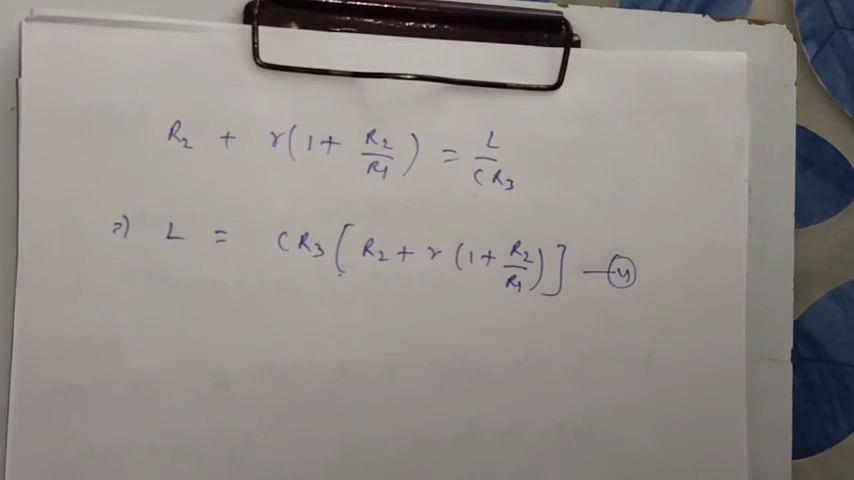 R₂ + r(1 + R₂/R₁) = L/CR₃
⇒) L = CR₃[R₂ + r(1 + R₂/R₁)] — (4)